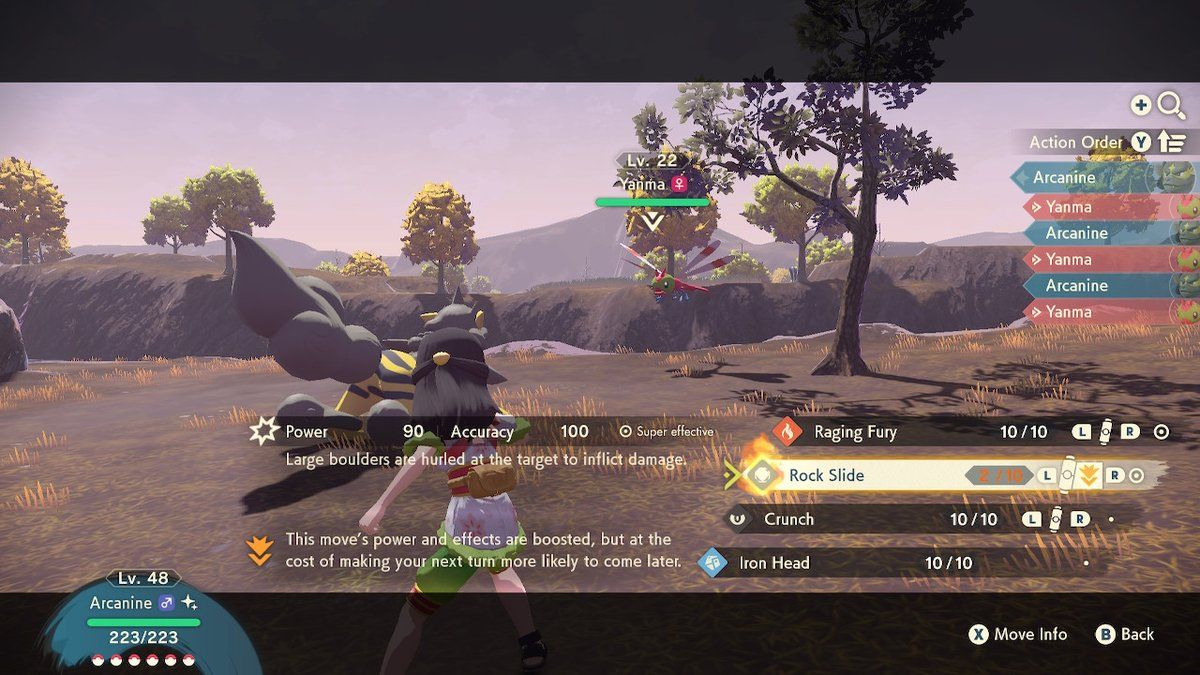 Lv. 22
Yanma ♀
Action Order Y
Arcanine
Yanma
Arcanine
Yanma
Arcanine
Yanma
Power 90 Accuracy 100 Super effective
Large boulders are hurled at the target to inflict damage.
This move's power and effects are boosted, but at the
cost of making your next turn more likely to come later.
Raging Fury 10/10 L R
Rock Slide 2/10 L R
Crunch 10/10 L R
Iron Head 10/10
Lv. 48
Arcanine ♂
223/223
X Move Info B Back